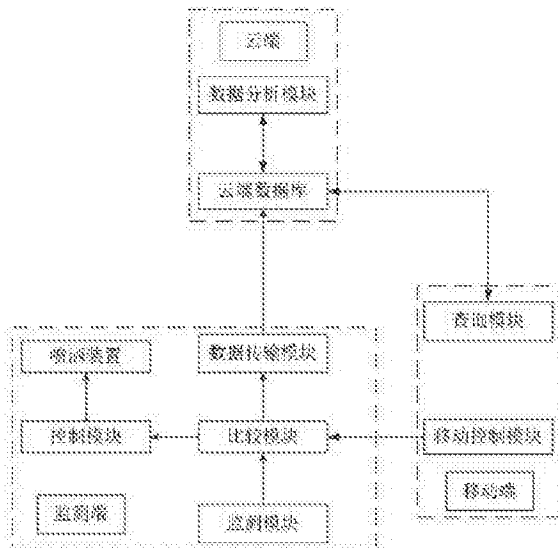 云端
数据分析模块
云端数据库
查询模块
喷淋装置
数据传输模块
控制模块
比较模块
移动控制模块
监测端
监测模块
移动端